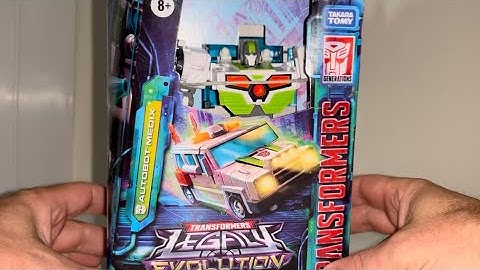 8+
TAKARA
TOMY
GENERATIONS
TRANSFORMERS
AUTOBOT MEDIX
TRANSFORMERS
LEGACY
EVOLUTION